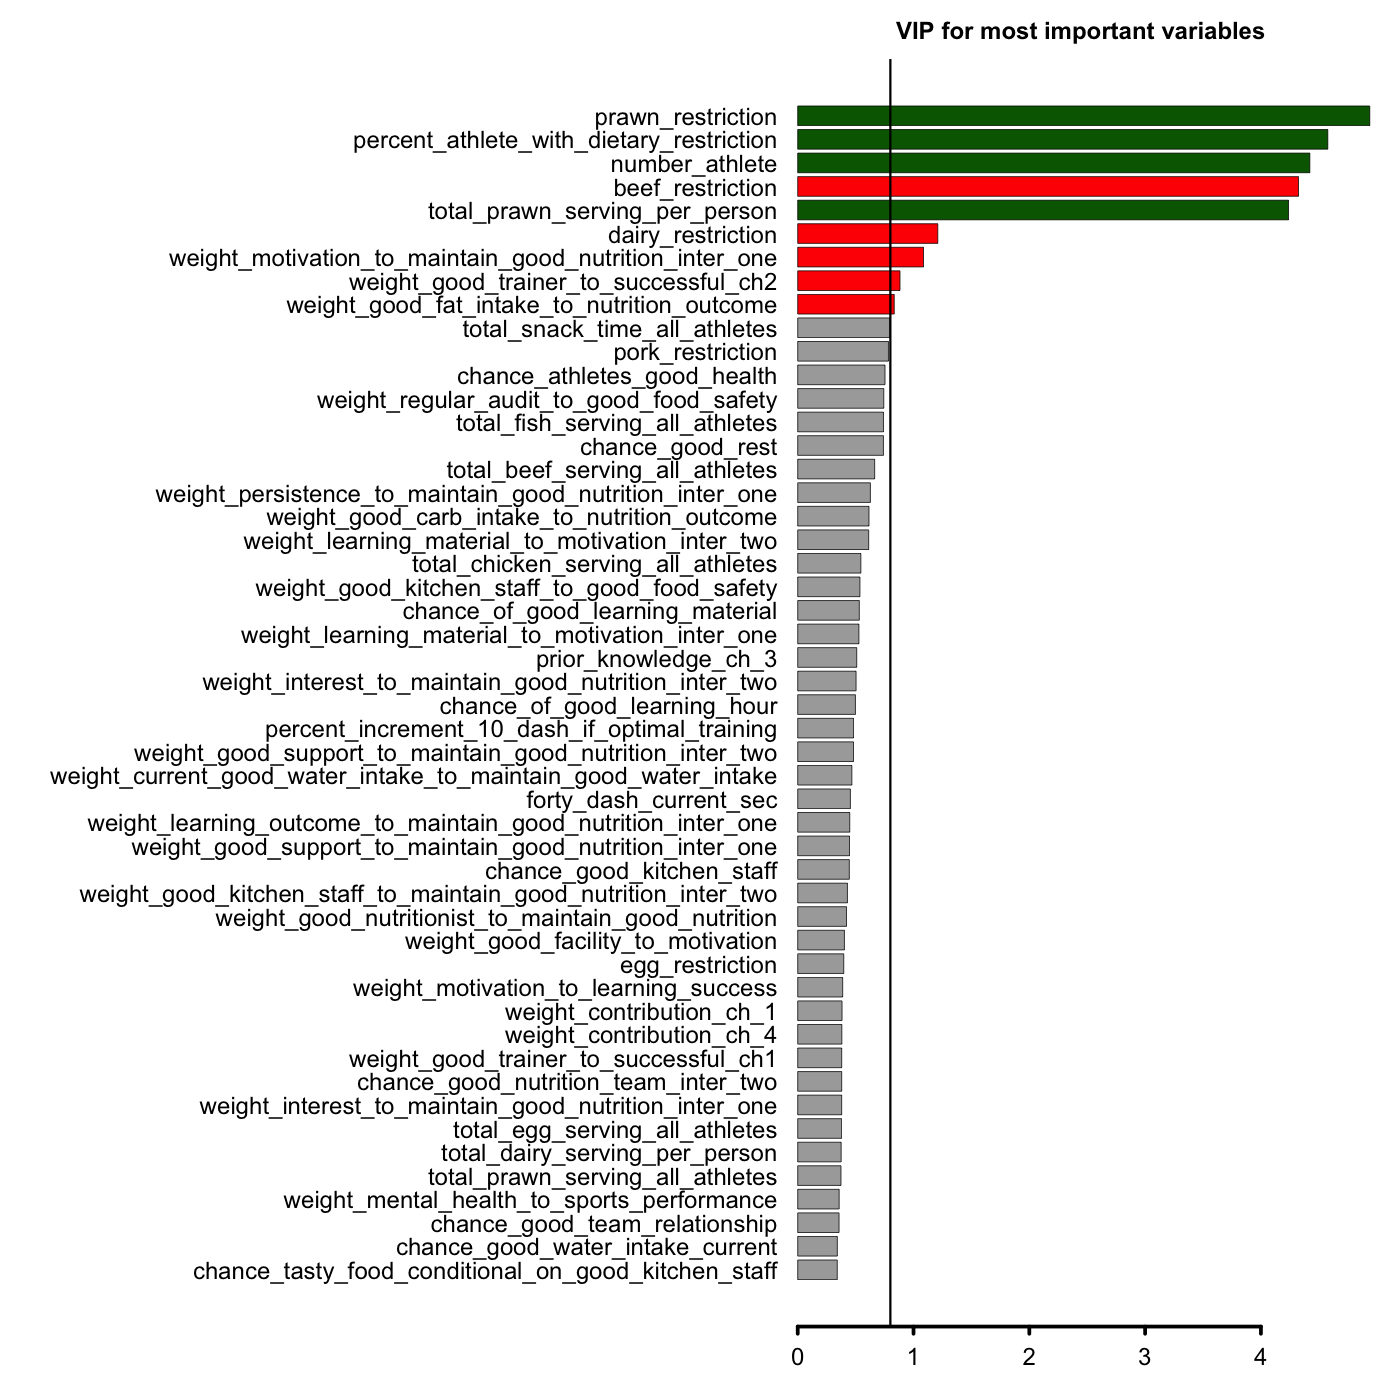 VIP for most important variables
prawn_restriction
percent_athlete_with_dietary_restriction
number_athlete
beef_restriction
total_prawn_serving_per_person
dairy_restriction
weight_motivation_to_maintain_good_nutrition_inter_one
weight_good_trainer_to_successful_ch2
weight_good_fat_intake_to_nutrition_outcome
total_snack_time_all_athletes
pork_restriction
chance_athletes_good_health
weight_regular_audit_to_good_food_safety
total_fish_serving_all_athletes
chance_good_rest
total_beef_serving_all_athletes
weight_persistence_to_maintain_good_nutrition_inter_one
weight_good_carb_intake_to_nutrition_outcome
weight_learning_material_to_motivation_inter_two
total_chicken_serving_all_athletes
weight_good_kitchen_staff_to_good_food_safety
chance_of_good_learning_material
weight_learning_material_to_motivation_inter_one
prior_knowledge_ch_3
weight_interest_to_maintain_good_nutrition_inter_two
chance_of_good_learning_hour
percent_increment_10_dash_if_optimal_training
weight_good_support_to_maintain_good_nutrition_inter_two
weight_current_good_water_intake_to_maintain_good_water_intake
forty_dash_current_sec
weight_learning_outcome_to_maintain_good_nutrition_inter_one
weight_good_support_to_maintain_good_nutrition_inter_one
chance_good_kitchen_staff
weight_good_kitchen_staff_to_maintain_good_nutrition_inter_two
weight_good_nutritionist_to_maintain_good_nutrition
weight_good_facility_to_motivation
egg_restriction
weight_motivation_to_learning_success
weight_contribution_ch_1
weight_contribution_ch_4
weight_good_trainer_to_successful_ch1
chance_good_nutrition_team_inter_two
weight_interest_to_maintain_good_nutrition_inter_one
total_egg_serving_all_athletes
total_dairy_serving_per_person
total_prawn_serving_all_athletes
weight_mental_health_to_sports_performance
chance_good_team_relationship
chance_good_water_intake_current
chance_tasty_food_conditional_on_good_kitchen_staff
0 1 2 3 4